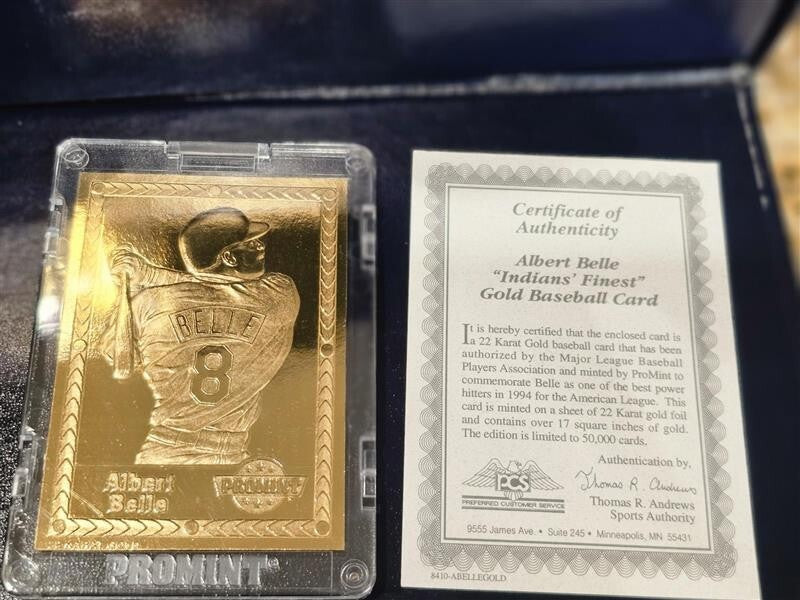 BELLE
8
Albert
Belle
PROMINT
PROMINT
Certificate of
Authenticity
Albert Belle
"Indians' Finest"
Gold Baseball Card
It is hereby certified that the enclosed card is
a 22 Karat Gold baseball card that has been
authorized by the Major League Baseball
Players Association and minted by ProMint to
commemorate Belle as one of the best power
hitters in 1994 for the American League. This
card is minted on a sheet of 22 Karat gold foil
and contains over 17 square inches of gold.
The edition is limited to 50,000 cards.
Authentication by,
PCS
PREFERRED CUSTOMER SERVICE
Thomas R. Andrews
Thomas R. Andrews
Sports Authority
9555 James Ave. • Suite 245 • Minneapolis, MN 55431
8410-ABELLEGOLD